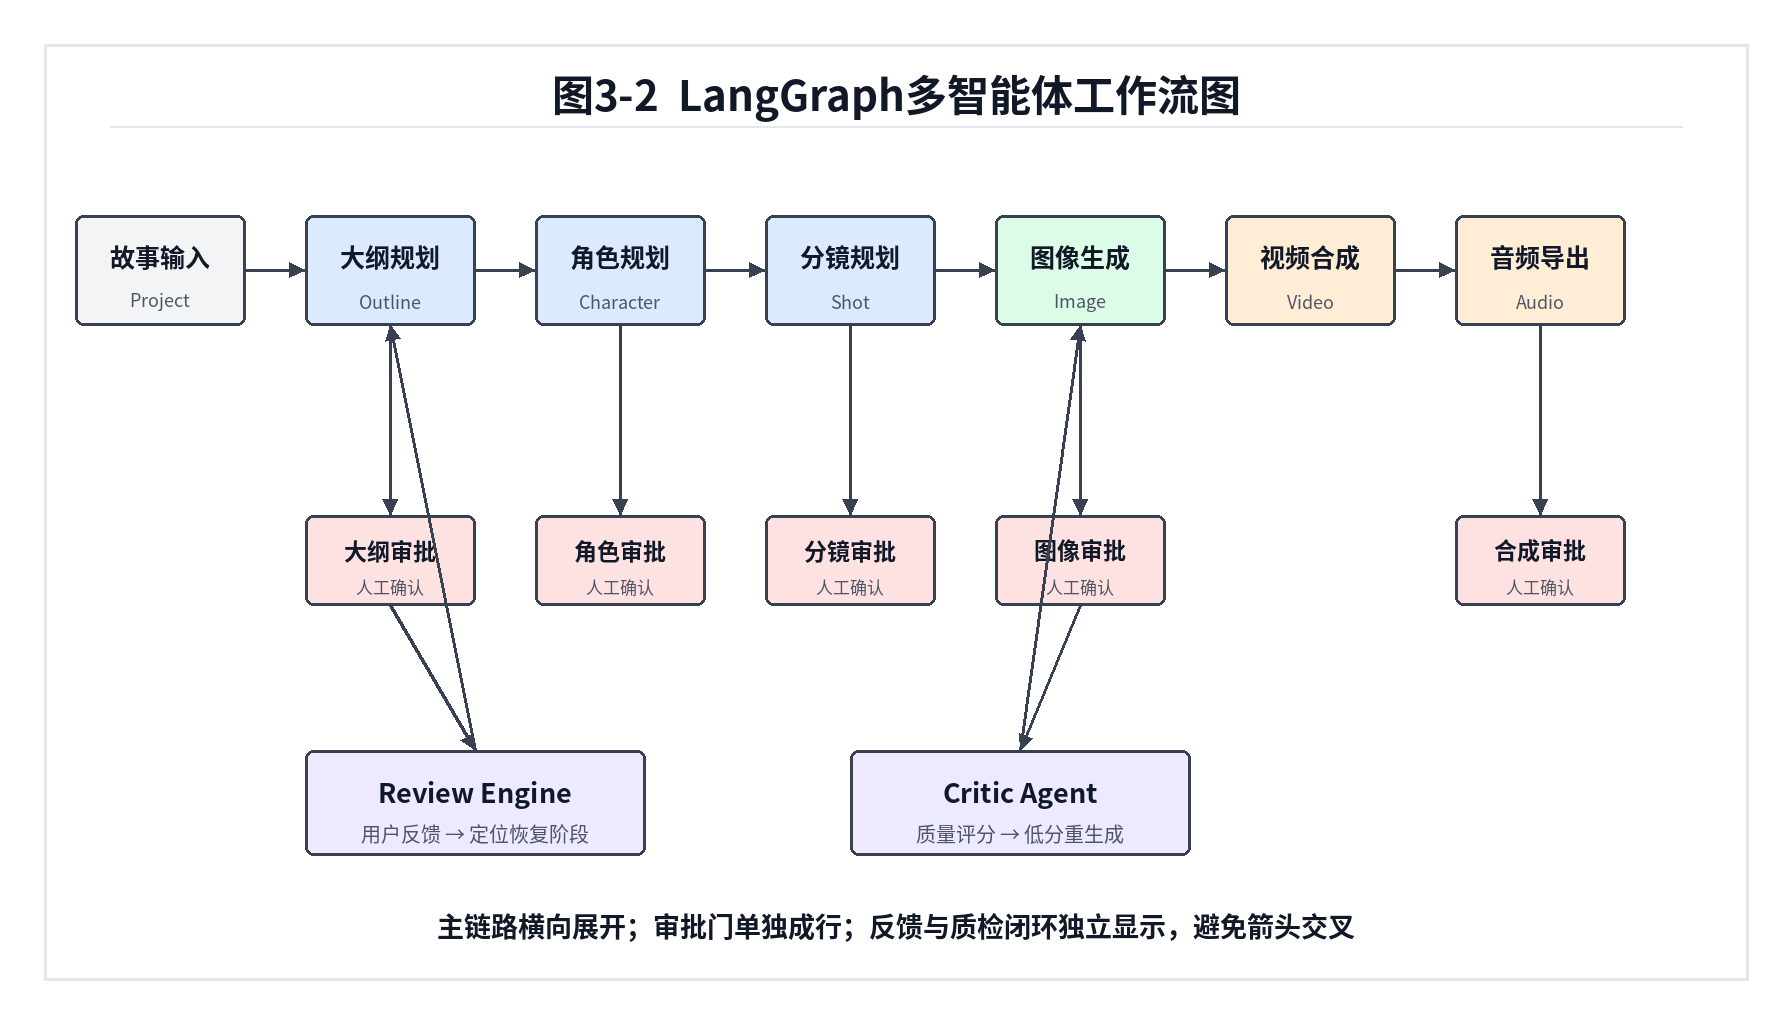 图3-2 LangGraph多智能体工作流图
故事输入
Project
大纲规划
Outline
角色规划
Character
分镜规划
Shot
图像生成
Image
视频合成
Video
音频导出
Audio
大纲审批
人工确认
角色审批
人工确认
分镜审批
人工确认
图像审批
人工确认
合成审批
人工确认
Review Engine
用户反馈 → 定位恢复阶段
Critic Agent
质量评分 → 低分重生成
主链路横向展开；审批门单独成行；反馈与质检闭环独立显示，避免箭头交叉